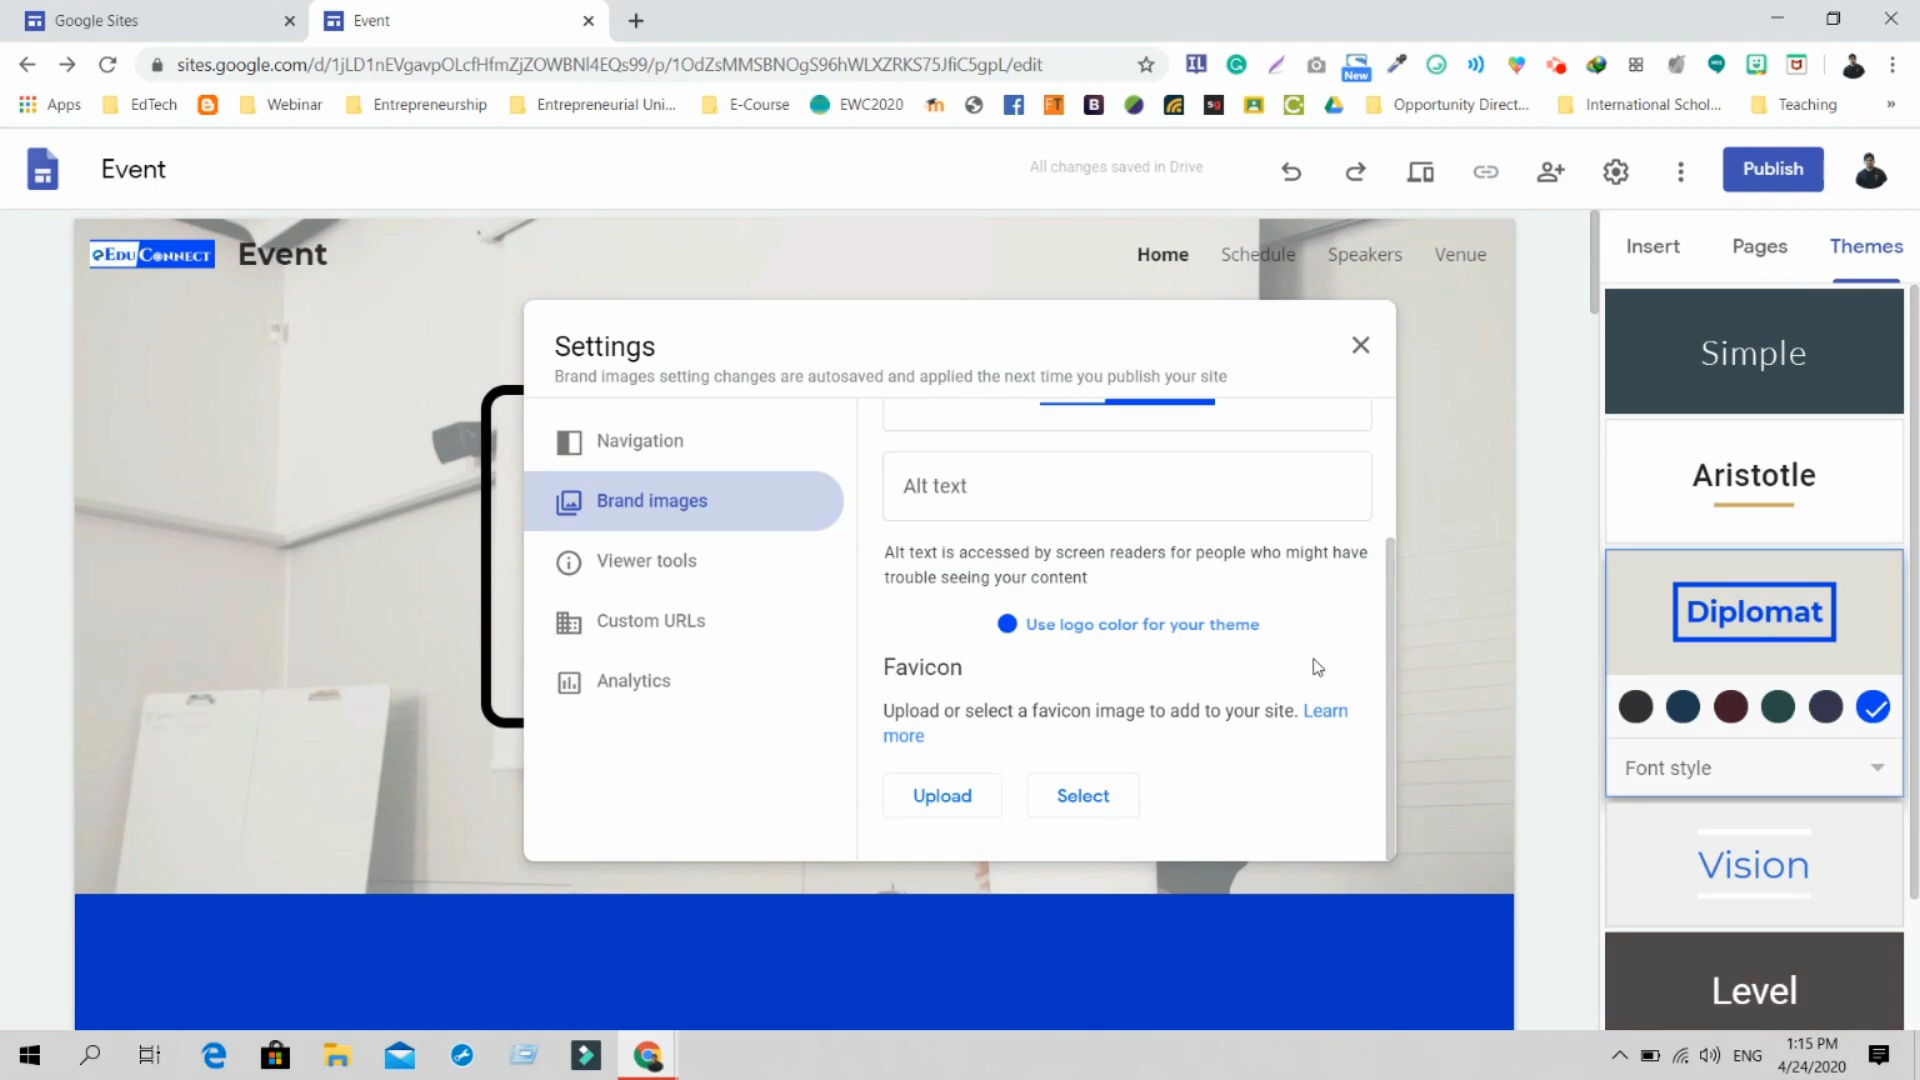 Google Sites
Event
sites.google.com/d/1jLD1nEVgavpOLcfHfmZjZOWBNl4EQs99/p/1OdZsMMSBNOgS96hWLXZRKS75JfiC5gpL/edit
New
Apps EdTech Webinar Entrepreneurship Entrepreneurial Uni... E-Course EWC2020 Opportunity Direct... International Schol... Teaching »
Event
All changes saved in Drive
Publish
eEduConnect
Event
Home Schedule Speakers Venue
Insert Pages Themes
Settings
Brand images setting changes are autosaved and applied the next time you publish your site
Navigation
Brand images
Viewer tools
Custom URLs
Analytics
Alt text
Alt text is accessed by screen readers for people who might have
trouble seeing your content
Use logo color for your theme
Favicon
Upload or select a favicon image to add to your site. Learn
more
Upload Select
Simple
Aristotle
Diplomat
Font style
Vision
Level
ENG
1:15 PM
4/24/2020